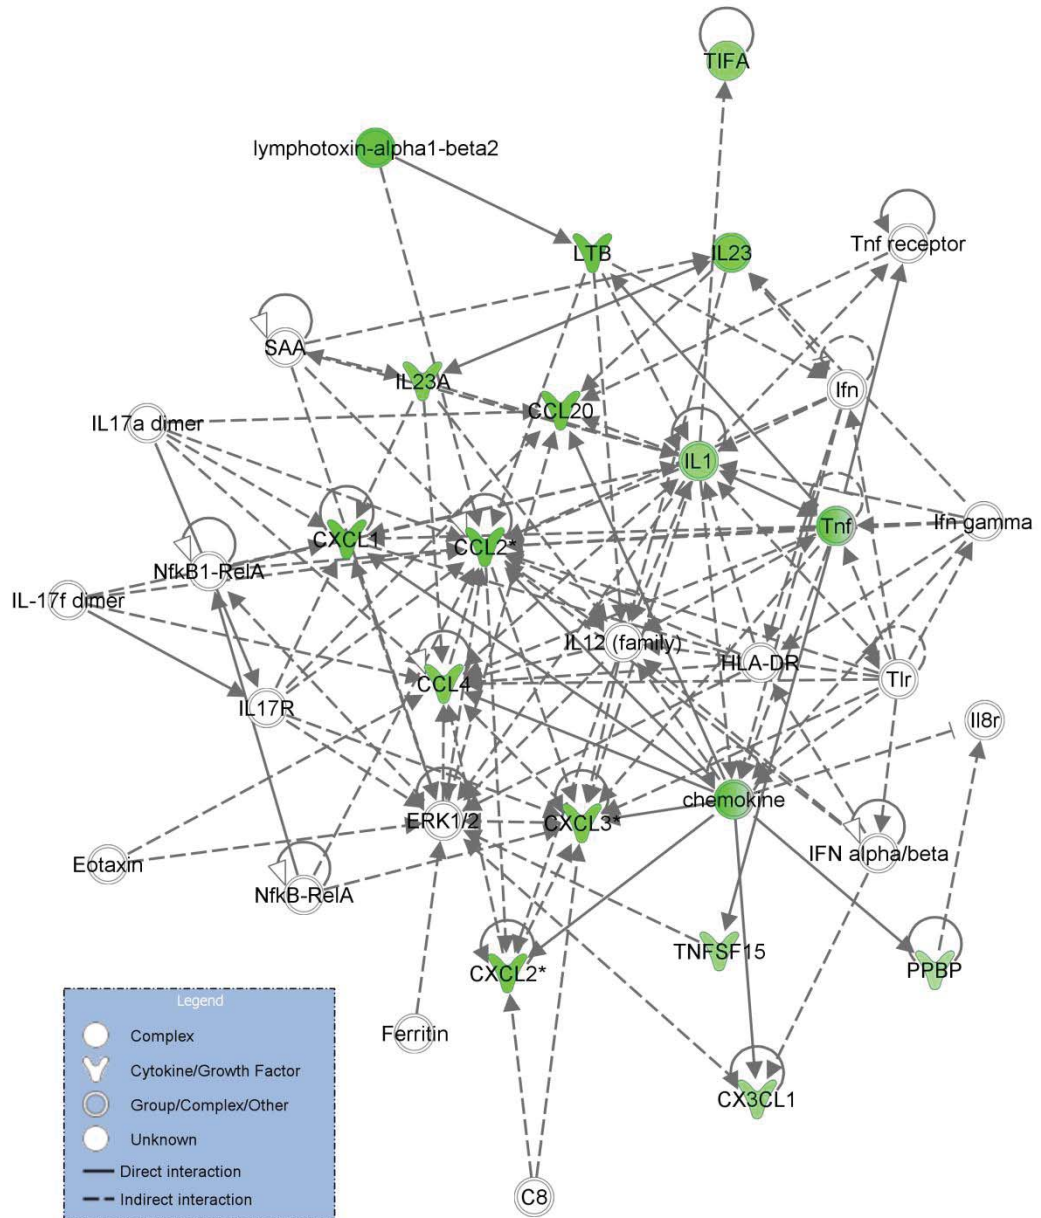 TIFA
lymphotoxin-alpha1-beta2
LTB
IL23
Tnf receptor
SAA
IL23A
Ifn
CCL20
IL17a dimer
IL1
Tnf
Ifn gamma
CXCL1
CCL2*
NfkB1-RelA
IL-17f dimer
IL12 (family)
HLA-DR
CCL4
Tlr
IL17R
Il8r
chemokine
ERK1/2
CXCL3*
IFN alpha/beta
Eotaxin
NfkB-RelA
TNFSF15
CXCL2*
PPBP
Ferritin
CX3CL1
C8
Legend
Complex
Cytokine/Growth Factor
Group/Complex/Other
Unknown
Direct interaction
Indirect interaction